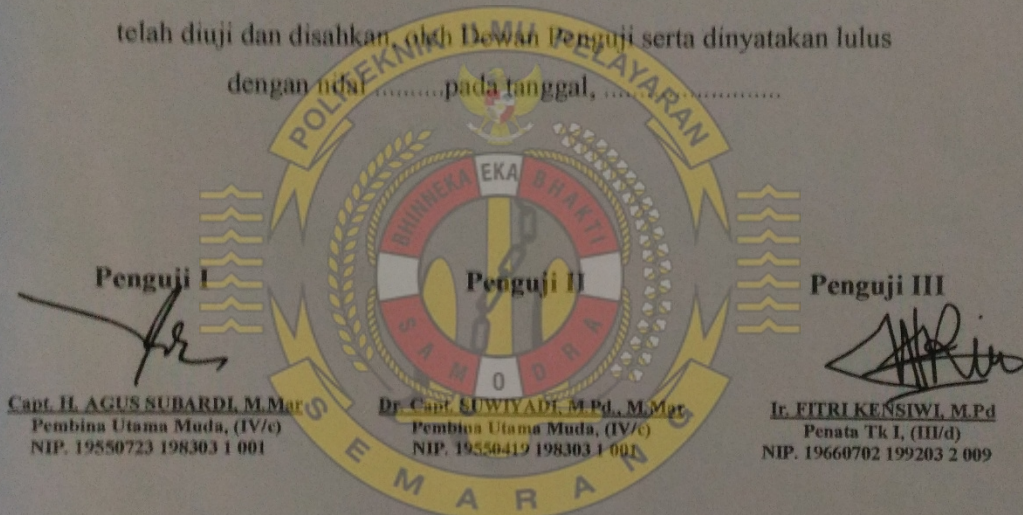 telah diuji dan disahkan, oleh Dewan Penguji serta dinyatakan lulus
dengan nilai ..........pada tanggal, ..........................
POLITEKNIK ILMU PELAYARAN
BHINNEKA EKA BHAKTI
SAMODRA
SEMARANG
Penguji I
Penguji II
Penguji III
Capt. H. AGUS SUBARDI, M.Mar
Pembina Utama Muda, (IV/c)
NIP. 19550723 198303 1 001
Dr. Capt. SUWIYADI, M.Pd., M.Mar
Pembina Utama Muda, (IV/c)
NIP. 19550419 198303 1 001
Ir. FITRI KENSIWI, M.Pd
Penata Tk I, (III/d)
NIP. 19660702 199203 2 009